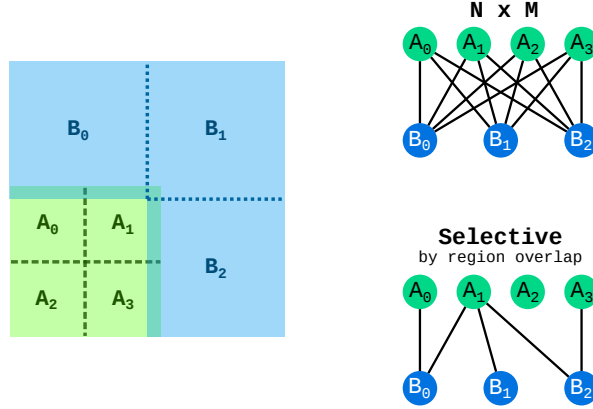 B₀
B₁
A₀ A₁
A₂ A₃
B₂
N x M
A₀ A₁ A₂ A₃
B₀ B₁ B₂
Selective
by region overlap
A₀ A₁ A₂ A₃
B₀ B₁ B₂